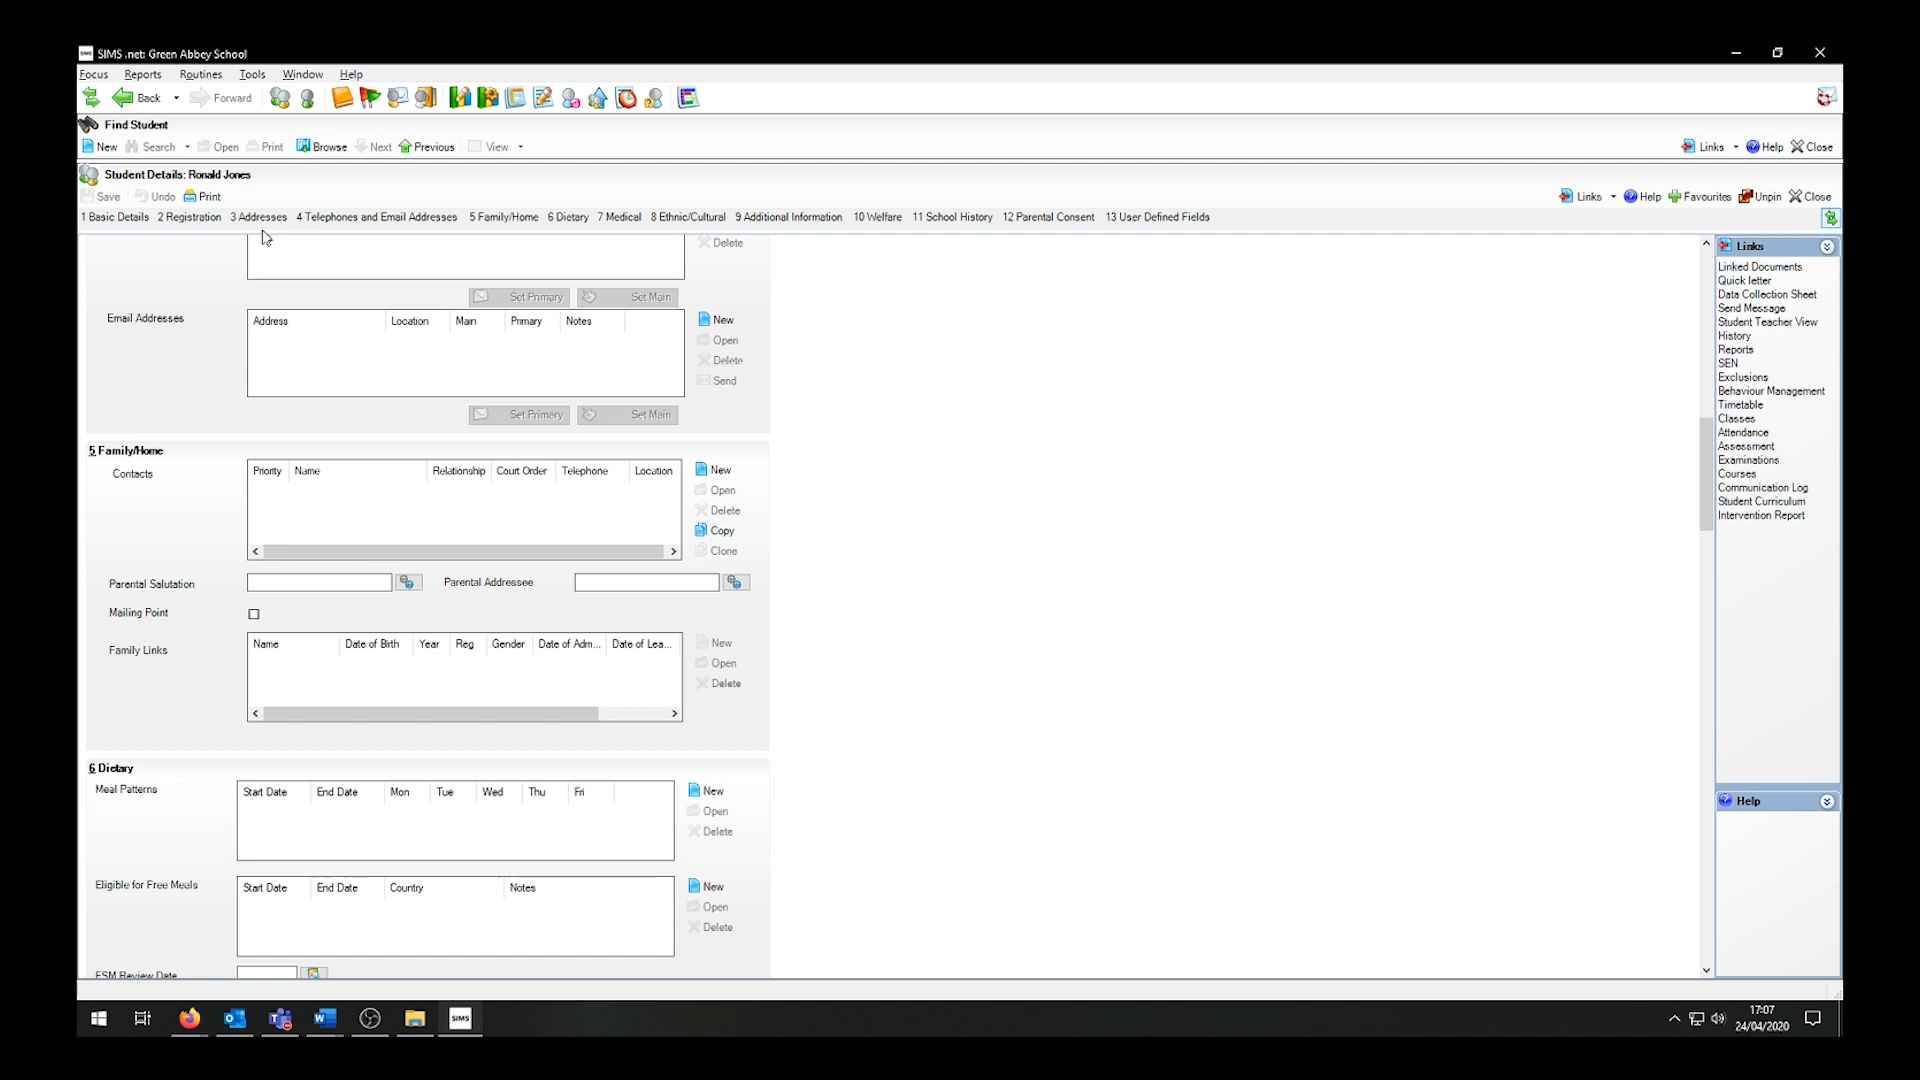 SIMS .net: Green Abbey School
Focus Reports Routines Tools Window Help
Back Forward
Find Student
New Search Open Print Browse Next Previous View Links Help Close
Student Details: Ronald Jones
Save Undo Print Links Help Favourites Unpin Close
1 Basic Details 2 Registration 3 Addresses 4 Telephones and Email Addresses 5 Family/Home 6 Dietary 7 Medical 8 Ethnic/Cultural 9 Additional Information 10 Welfare 11 School History 12 Parental Consent 13 User Defined Fields
Delete
Set Primary Set Main
Email Addresses
Address Location Main Primary Notes
New
Open
Delete
Send
Set Primary Set Main
5 Family/Home
Contacts
Priority Name Relationship Court Order Telephone Location
New
Open
Delete
Copy
Clone
Parental Salutation Parental Addressee
Mailing Point
Family Links
Name Date of Birth Year Reg Gender Date of Adm... Date of Lea...
New
Open
Delete
6 Dietary
Meal Patterns
Start Date End Date Mon Tue Wed Thu Fri
New
Open
Delete
Eligible for Free Meals
Start Date End Date Country Notes
New
Open
Delete
FSM Review Date
Links
Linked Documents
Quick letter
Data Collection Sheet
Send Message
Student Teacher View
History
Reports
SEN
Exclusions
Behaviour Management
Timetable
Classes
Attendance
Assessment
Examinations
Courses
Communication Log
Student Curriculum
Intervention Report
Help
SIMS
17:07
24/04/2020